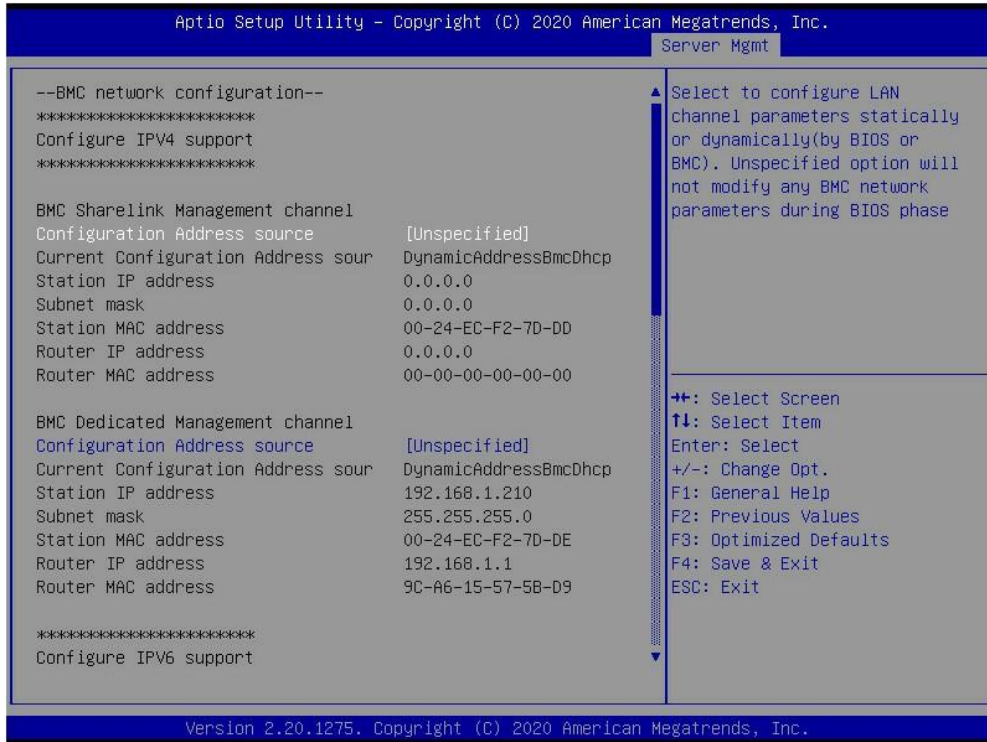 Aptio Setup Utility – Copyright (C) 2020 American Megatrends, Inc.
Server Mgmt
--BMC network configuration--
***********************
Configure IPV4 support
***********************
BMC Sharelink Management channel
Configuration Address source [Unspecified]
Current Configuration Address sour DynamicAddressBmcDhcp
Station IP address 0.0.0.0
Subnet mask 0.0.0.0
Station MAC address 00-24-EC-F2-7D-DD
Router IP address 0.0.0.0
Router MAC address 00-00-00-00-00-00
BMC Dedicated Management channel
Configuration Address source [Unspecified]
Current Configuration Address sour DynamicAddressBmcDhcp
Station IP address 192.168.1.210
Subnet mask 255.255.255.0
Station MAC address 00-24-EC-F2-7D-DE
Router IP address 192.168.1.1
Router MAC address 9C-A6-15-57-5B-D9
***********************
Configure IPV6 support
Select to configure LAN
channel parameters statically
or dynamically(by BIOS or
BMC). Unspecified option will
not modify any BMC network
parameters during BIOS phase
→←: Select Screen
↑↓: Select Item
Enter: Select
+/-: Change Opt.
F1: General Help
F2: Previous Values
F3: Optimized Defaults
F4: Save & Exit
ESC: Exit
Version 2.20.1275. Copyright (C) 2020 American Megatrends, Inc.